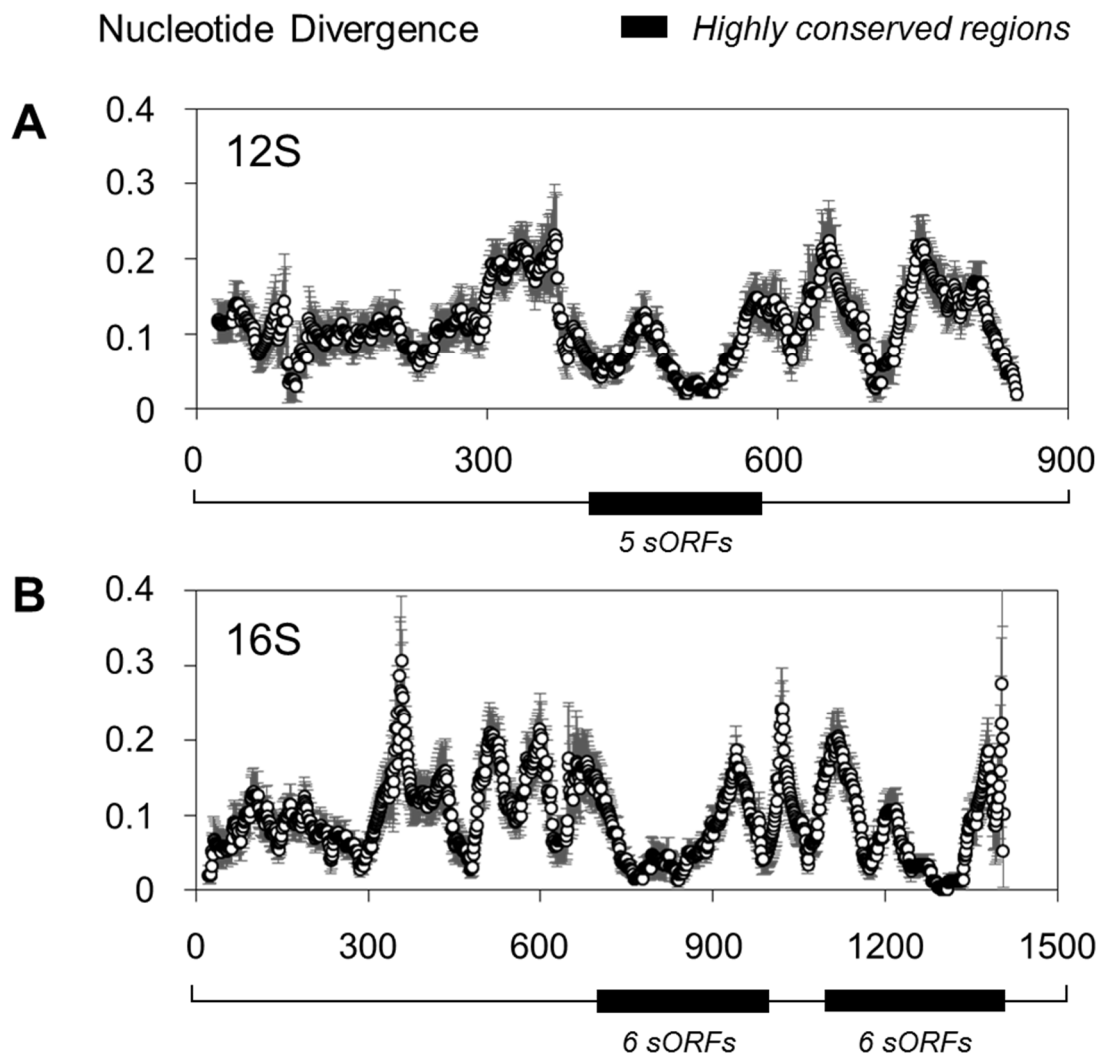 Nucleotide Divergence
Highly conserved regions
A
0.4
0.3
0.2
0.1
0
12S
0 300 600 900
5 sORFs
B
0.4
0.3
0.2
0.1
0
16S
0 300 600 900 1200 1500
6 sORFs 6 sORFs